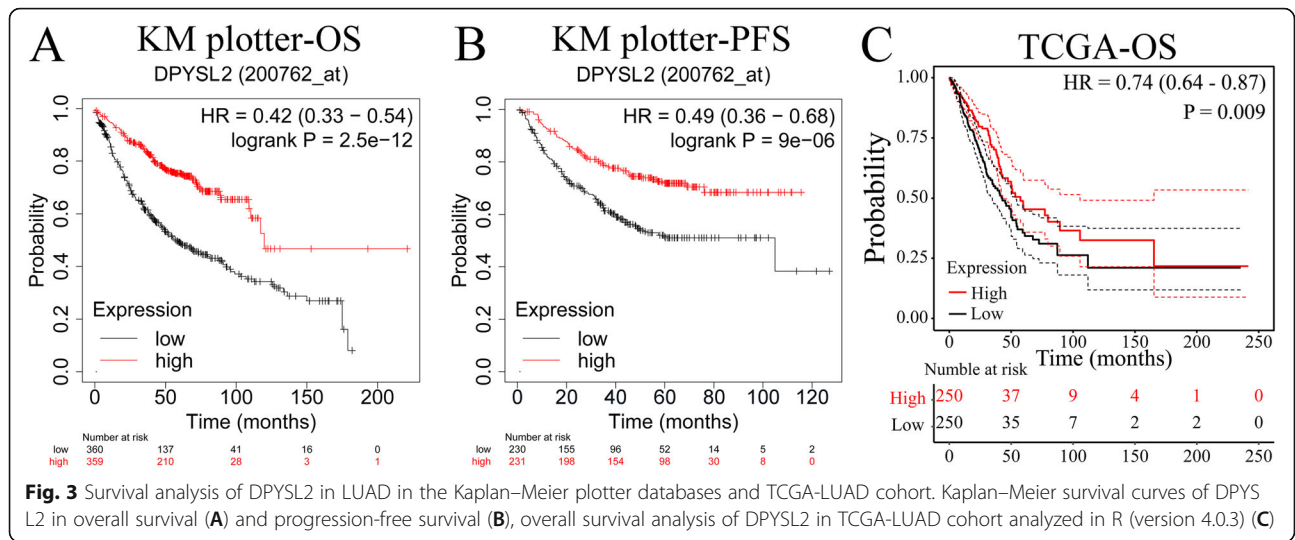 A KM plotter-OS
DPYSL2 (200762_at)
HR = 0.42 (0.33 − 0.54)
logrank P = 2.5e−12
Probability
1.0
0.8
0.6
0.4
0.2
0.0
Expression
low
high
0 50 100 150 200
Time (months)
Number at risk
low 360 137 41 16 0
high 359 210 28 3 1
B KM plotter-PFS
DPYSL2 (200762_at)
HR = 0.49 (0.36 − 0.68)
logrank P = 9e−06
Probability
1.0
0.8
0.6
0.4
0.2
0.0
Expression
low
high
0 20 40 60 80 100 120
Time (months)
Number at risk
low 230 155 96 52 14 5 2
high 231 198 154 98 30 8 0
C TCGA-OS
HR = 0.74 (0.64 - 0.87)
P = 0.009
Probability
1.00
0.75
0.50
0.25
0.00
Expression
High
Low
0 50 100 150 200 250
Time (months)
Numble at risk
High 250 37 9 4 1 0
Low 250 35 7 2 2 0
0 50 100 150 200 250
Fig. 3 Survival analysis of DPYSL2 in LUAD in the Kaplan–Meier plotter databases and TCGA-LUAD cohort. Kaplan–Meier survival curves of DPYS
L2 in overall survival (A) and progression-free survival (B), overall survival analysis of DPYSL2 in TCGA-LUAD cohort analyzed in R (version 4.0.3) (C)